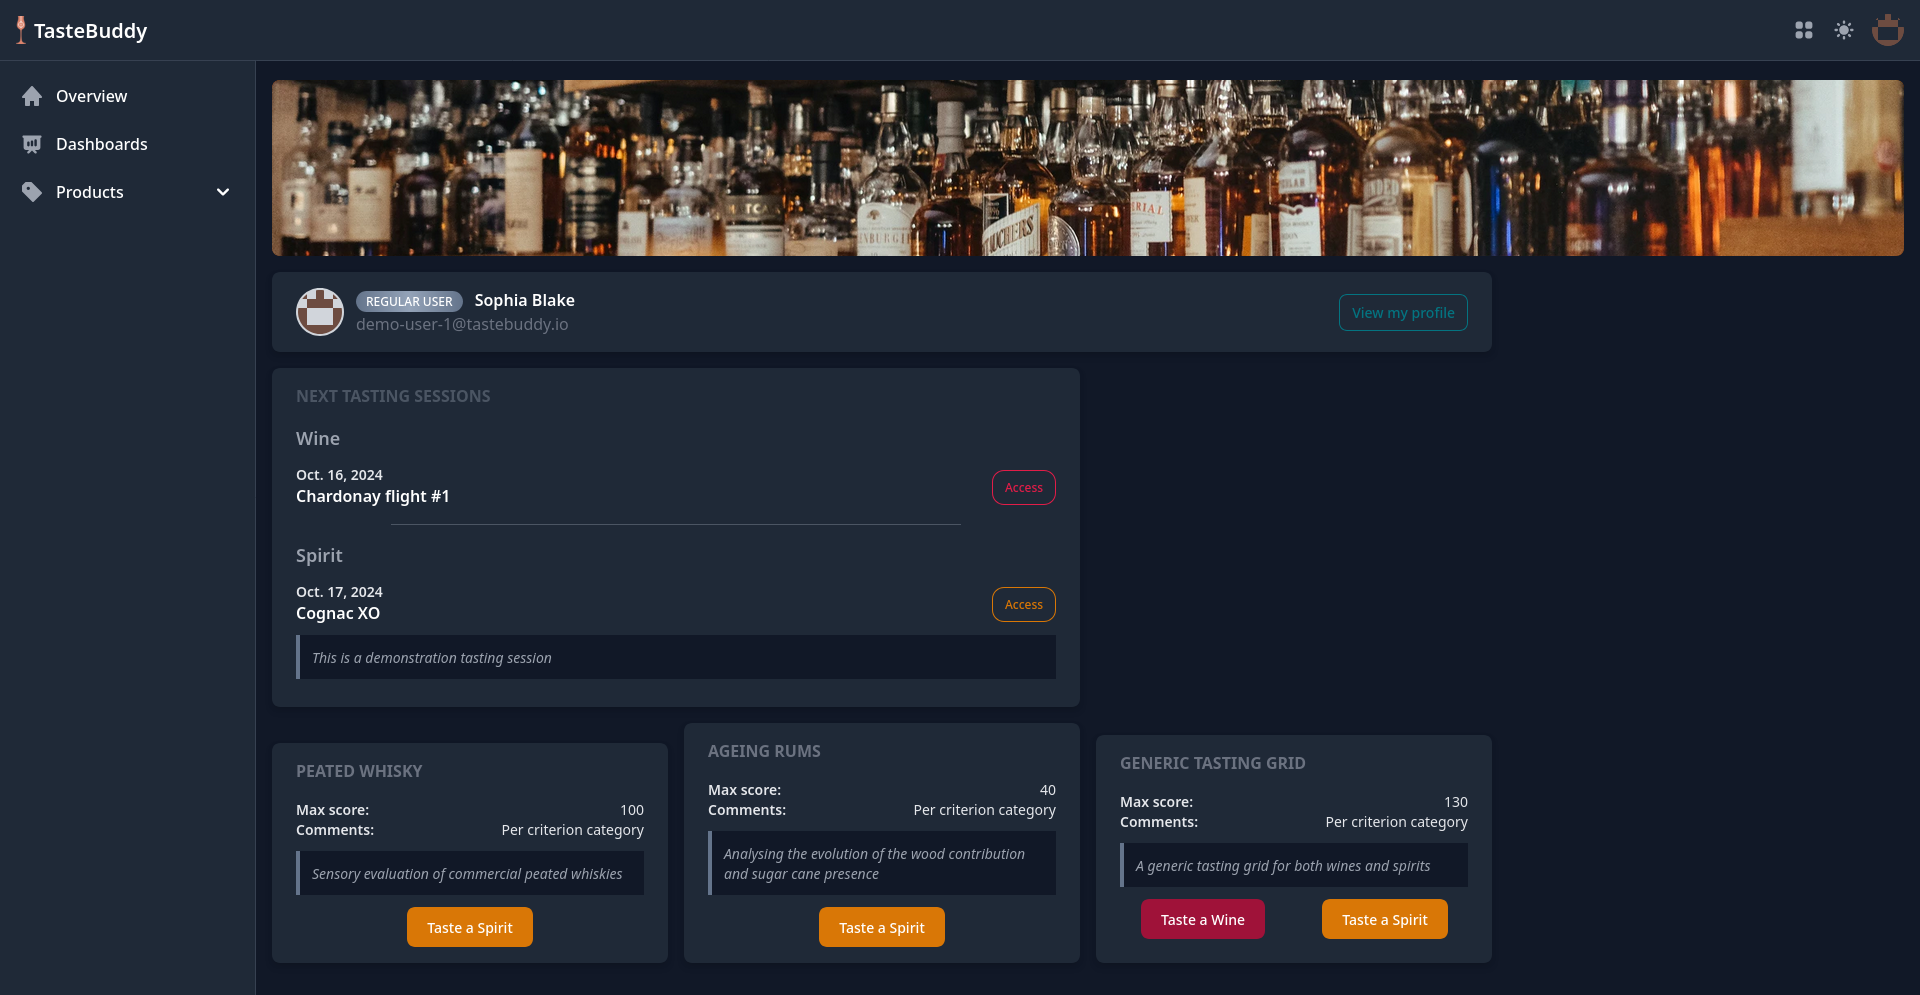 TasteBuddy
Overview
Dashboards
Products
REGULAR USER Sophia Blake
demo-user-1@tastebuddy.io
View my profile
NEXT TASTING SESSIONS
Wine
Oct. 16, 2024
Chardonay flight #1
Access
Spirit
Oct. 17, 2024
Cognac XO
Access
This is a demonstration tasting session
PEATED WHISKY
Max score: 100
Comments: Per criterion category
Sensory evaluation of commercial peated whiskies
Taste a Spirit
AGEING RUMS
Max score: 40
Comments: Per criterion category
Analysing the evolution of the wood contribution
and sugar cane presence
Taste a Spirit
GENERIC TASTING GRID
Max score: 130
Comments: Per criterion category
A generic tasting grid for both wines and spirits
Taste a Wine
Taste a Spirit